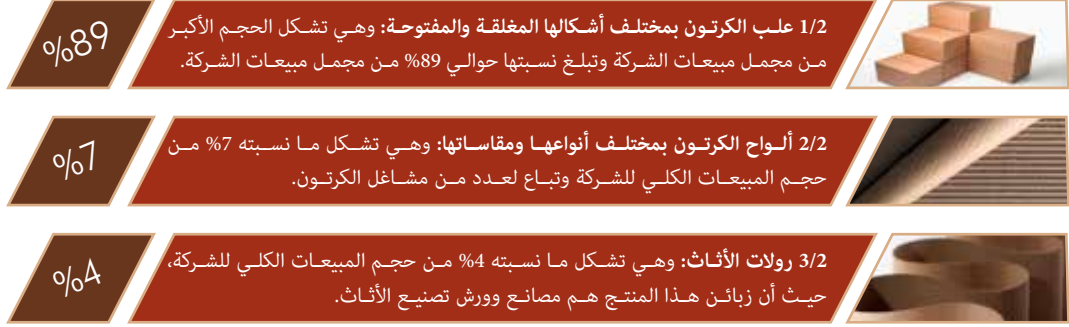 1/2 علب الكرتون بمختلف أشكالها المغلقة والمفتوحة: وهي تشكل الحجم الأكبر
من مجمل مبيعات الشركة وتبلغ نسبتها حوالي 89% من مجمل مبيعات الشركة.
%89
2/2 ألواح الكرتون بمختلف أنواعها ومقاساتها: وهي تشكل ما نسبته 7% من
حجم المبيعات الكلي للشركة وتباع لعدد من مشاغل الكرتون.
%7
3/2 رولات الأثاث: وهي تشكل ما نسبته 4% من حجم المبيعات الكلي للشركة،
حيث أن زبائن هذا المنتج هم مصانع وورش تصنيع الأثاث.
%4